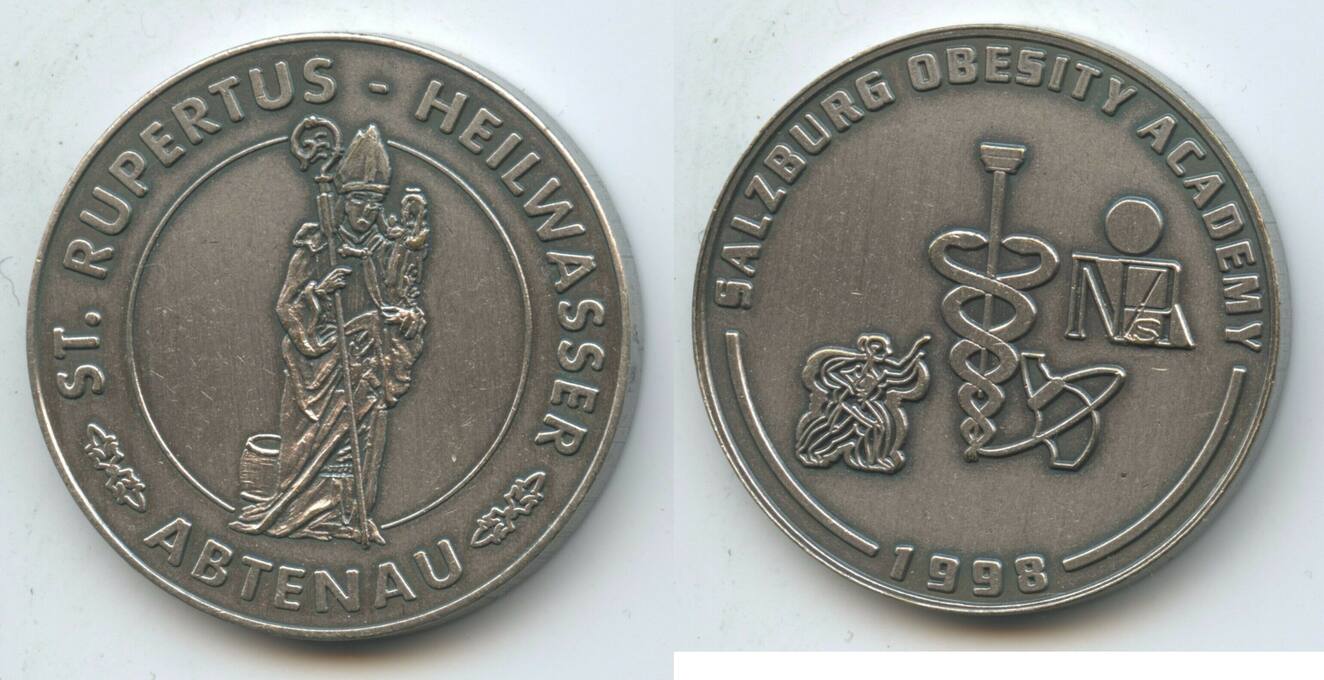 ST. RUPERTUS - HEILWASSER
ABTENAU
SALZBURG OBESITY ACADEMY
1998